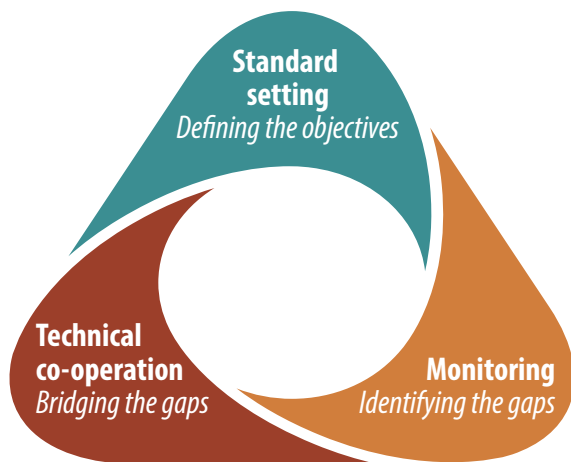 Standard
setting
Defining the objectives
Technical
co-operation
Bridging the gaps
Monitoring
Identifying the gaps